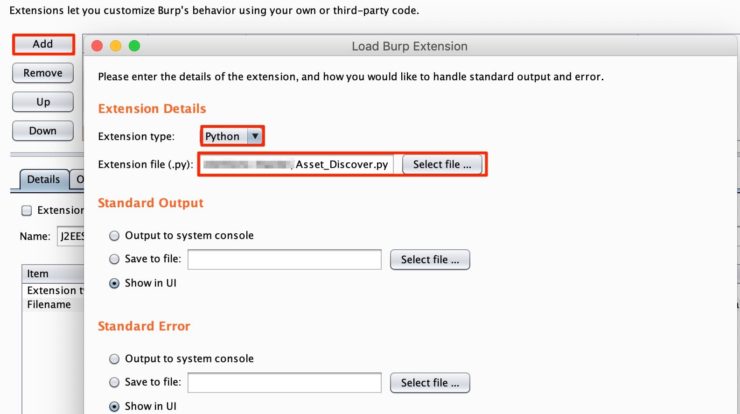 Extensions let you customize Burp's behavior using your own or third-party code.
Add
Load Burp Extension
Remove
Please enter the details of the extension, and how you would like to handle standard output and error.
Up
Extension Details
Down
Extension type: Python
Extension file (.py): Asset_Discover.py Select file ...
Details O
Standard Output
Extension
Output to system console
Name: J2EES
Save to file: Select file ...
Item
Show in UI
Extension t
Filename
Standard Error
Output to system console
Save to file: Select file ...
Show in UI